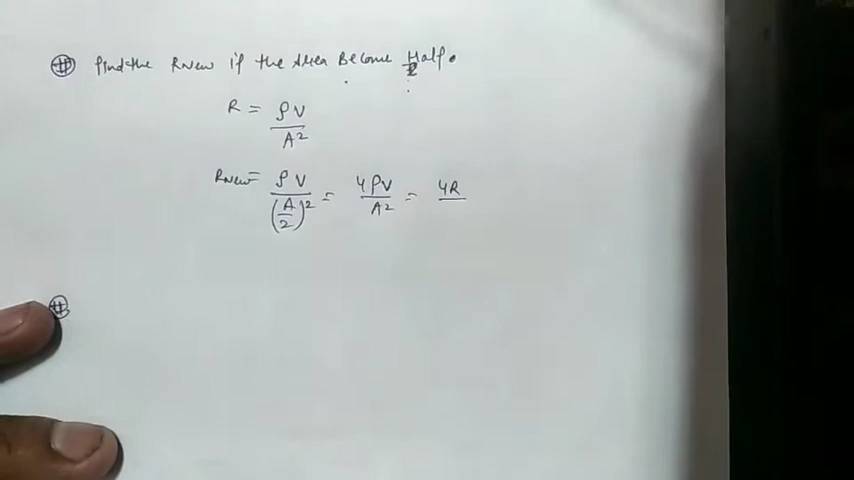 # find the Rnew if the Area Become Half.
R = ρV / A²
Rnew = ρV / (A/2)² = 4ρV / A² = 4R
#